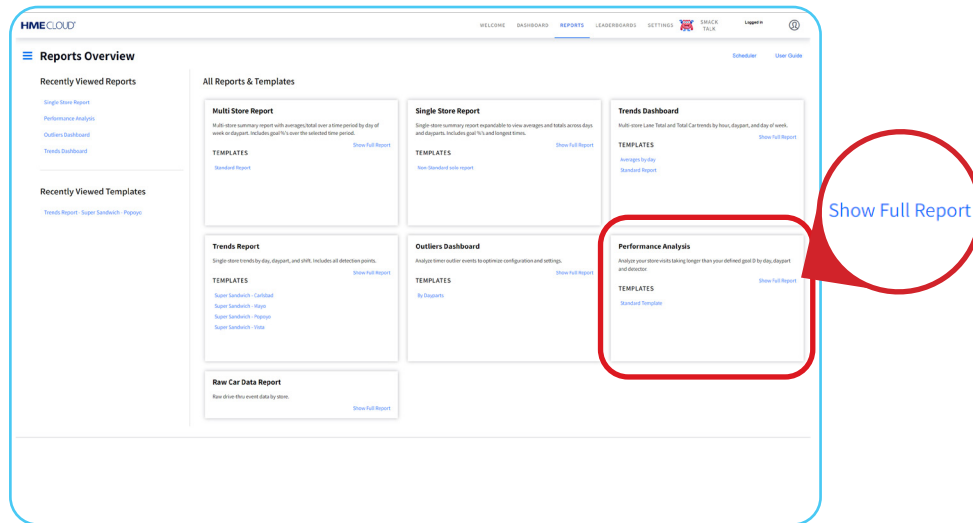 HME CLOUD®
WELCOME DASHBOARD REPORTS LEADERBOARDS SETTINGS SMACK TALK Logged in
Reports Overview
Scheduler User Guide
Recently Viewed Reports
Single Store Report
Performance Analysis
Outliers Dashboard
Trends Dashboard
Recently Viewed Templates
Trends Report - Super Sandwich - Popoyo
All Reports & Templates
Multi Store Report
Multi-store summary report with averages/total over a time period by day of
week or daypart. Includes goal %'s over the selected time period.
Show Full Report
TEMPLATES
Standard Report
Single Store Report
Single-store summary report expandable to view averages and totals across days
and dayparts. Includes goal %'s and longest times.
Show Full Report
TEMPLATES
Non-Standard solo report
Trends Dashboard
Multi-store Lane Total and Total Car trends by hour, daypart, and day of week.
Show Full Report
TEMPLATES
Averages by day
Standard Report
Trends Report
Single-store trends by day, daypart, and shift. Includes all detection points.
Show Full Report
TEMPLATES
Super Sandwich - Carlsbad
Super Sandwich - Mayo
Super Sandwich - Popoyo
Super Sandwich - Vista
Outliers Dashboard
Analyze timer outlier events to optimize configuration and settings.
Show Full Report
TEMPLATES
By Dayparts
Performance Analysis
Analyze your store visits taking longer than your defined goal D by day, daypart
and detector.
Show Full Report
TEMPLATES
Standard Template
Raw Car Data Report
Raw drive-thru event data by store.
Show Full Report
Show Full Report